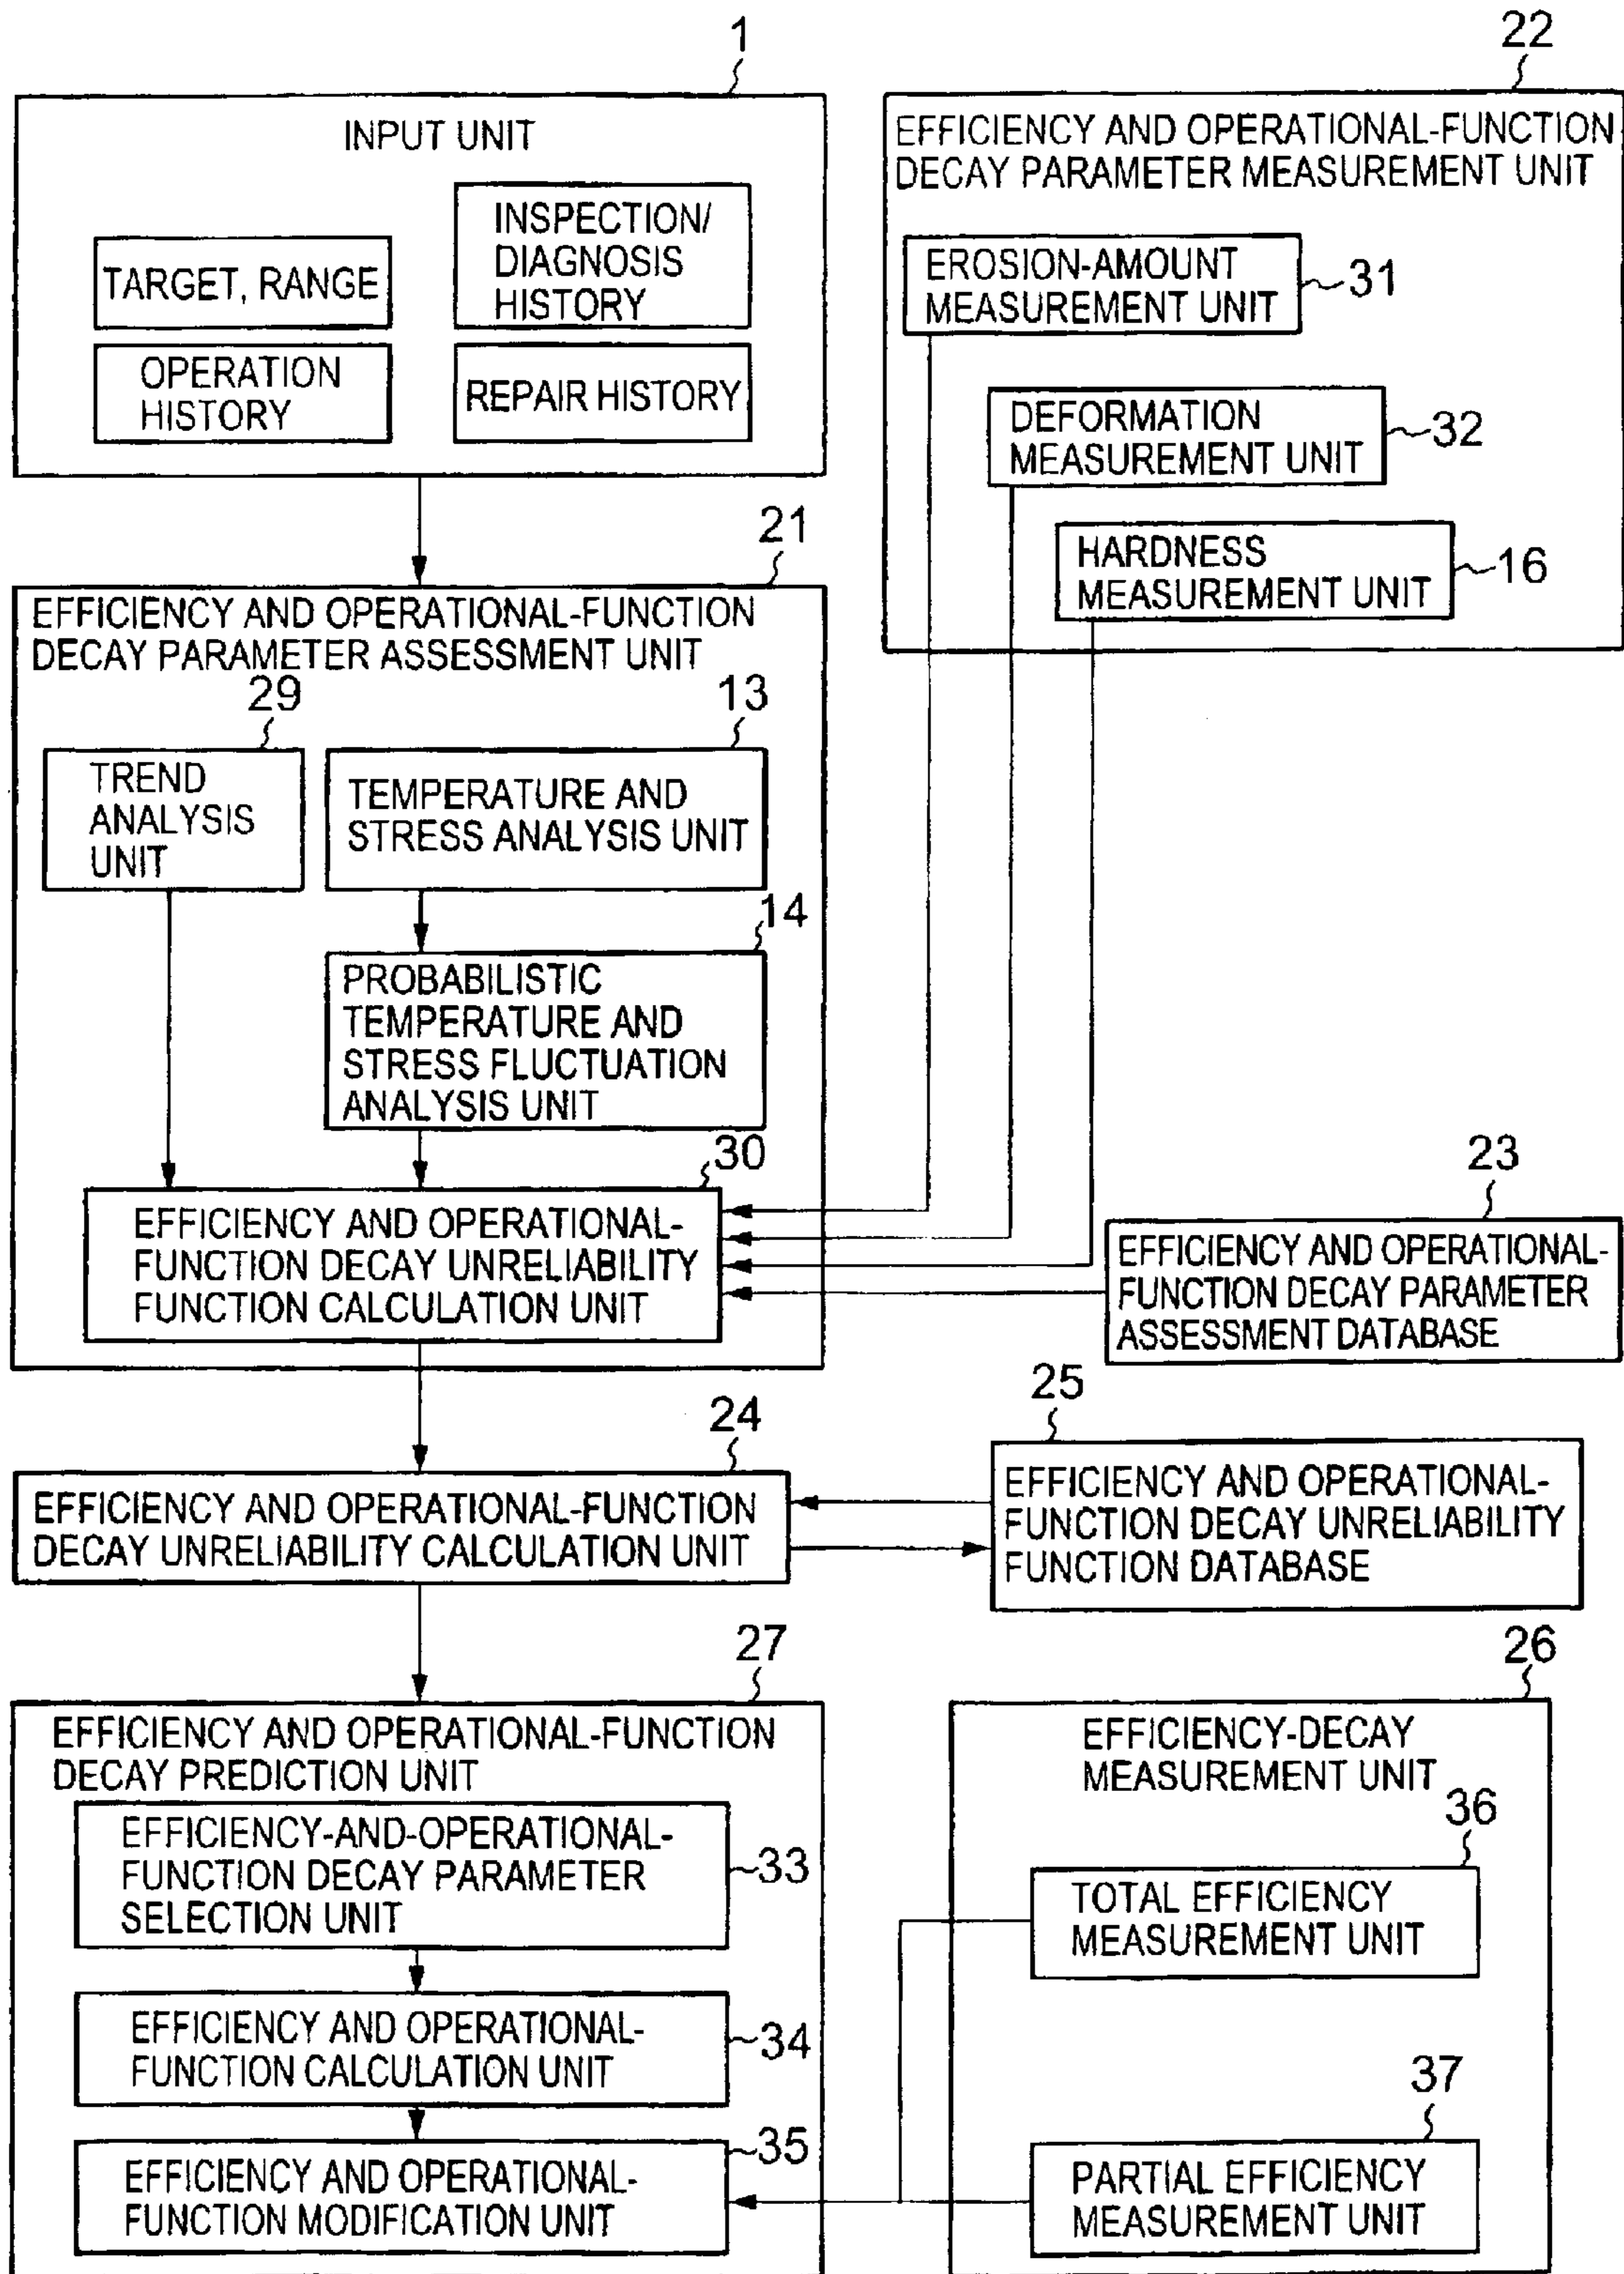 1
INPUT UNIT
TARGET, RANGE
INSPECTION/
DIAGNOSIS
HISTORY
OPERATION
HISTORY
REPAIR HISTORY
22
EFFICIENCY AND OPERATIONAL-FUNCTION
DECAY PARAMETER MEASUREMENT UNIT
EROSION-AMOUNT
MEASUREMENT UNIT
31
DEFORMATION
MEASUREMENT UNIT
32
HARDNESS
MEASUREMENT UNIT
16
21
EFFICIENCY AND OPERATIONAL-FUNCTION
DECAY PARAMETER ASSESSMENT UNIT
29
TREND
ANALYSIS
UNIT
13
TEMPERATURE AND
STRESS ANALYSIS UNIT
14
PROBABILISTIC
TEMPERATURE AND
STRESS FLUCTUATION
ANALYSIS UNIT
30
EFFICIENCY AND OPERATIONAL-
FUNCTION DECAY UNRELIABILITY
FUNCTION CALCULATION UNIT
23
EFFICIENCY AND OPERATIONAL-
FUNCTION DECAY PARAMETER
ASSESSMENT DATABASE
24
EFFICIENCY AND OPERATIONAL-FUNCTION
DECAY UNRELIABILITY CALCULATION UNIT
25
EFFICIENCY AND OPERATIONAL-
FUNCTION DECAY UNRELIABILITY
FUNCTION DATABASE
27
EFFICIENCY AND OPERATIONAL-FUNCTION
DECAY PREDICTION UNIT
EFFICIENCY-AND-OPERATIONAL-
FUNCTION DECAY PARAMETER
SELECTION UNIT
33
EFFICIENCY AND OPERATIONAL-
FUNCTION CALCULATION UNIT
34
EFFICIENCY AND OPERATIONAL-
FUNCTION MODIFICATION UNIT
35
26
EFFICIENCY-DECAY
MEASUREMENT UNIT
36
TOTAL EFFICIENCY
MEASUREMENT UNIT
37
PARTIAL EFFICIENCY
MEASUREMENT UNIT